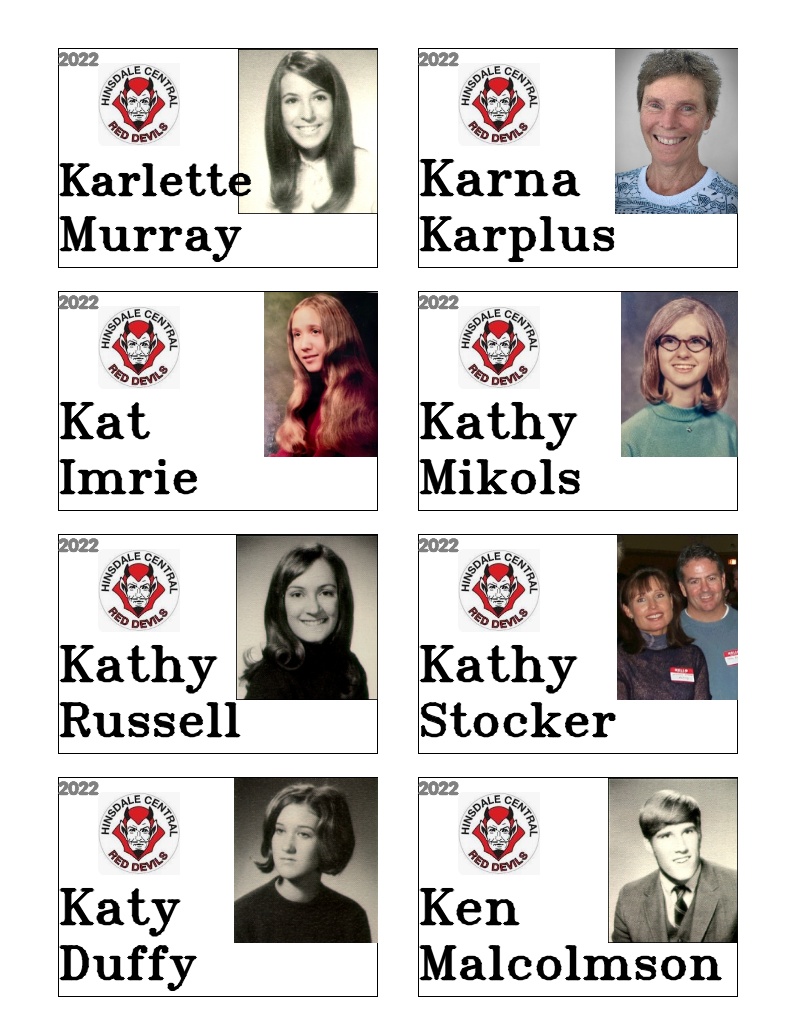 2022
HINSDALE CENTRAL
RED DEVILS
Karlette
Murray
2022
HINSDALE CENTRAL
RED DEVILS
Karna
Karplus
2022
HINSDALE CENTRAL
RED DEVILS
Kat
Imrie
2022
HINSDALE CENTRAL
RED DEVILS
Kathy
Mikols
2022
HINSDALE CENTRAL
RED DEVILS
Kathy
Russell
2022
HINSDALE CENTRAL
RED DEVILS
HELLO
Kathy
Stocker
2022
HINSDALE CENTRAL
RED DEVILS
Katy
Duffy
2022
HINSDALE CENTRAL
RED DEVILS
Ken
Malcolmson